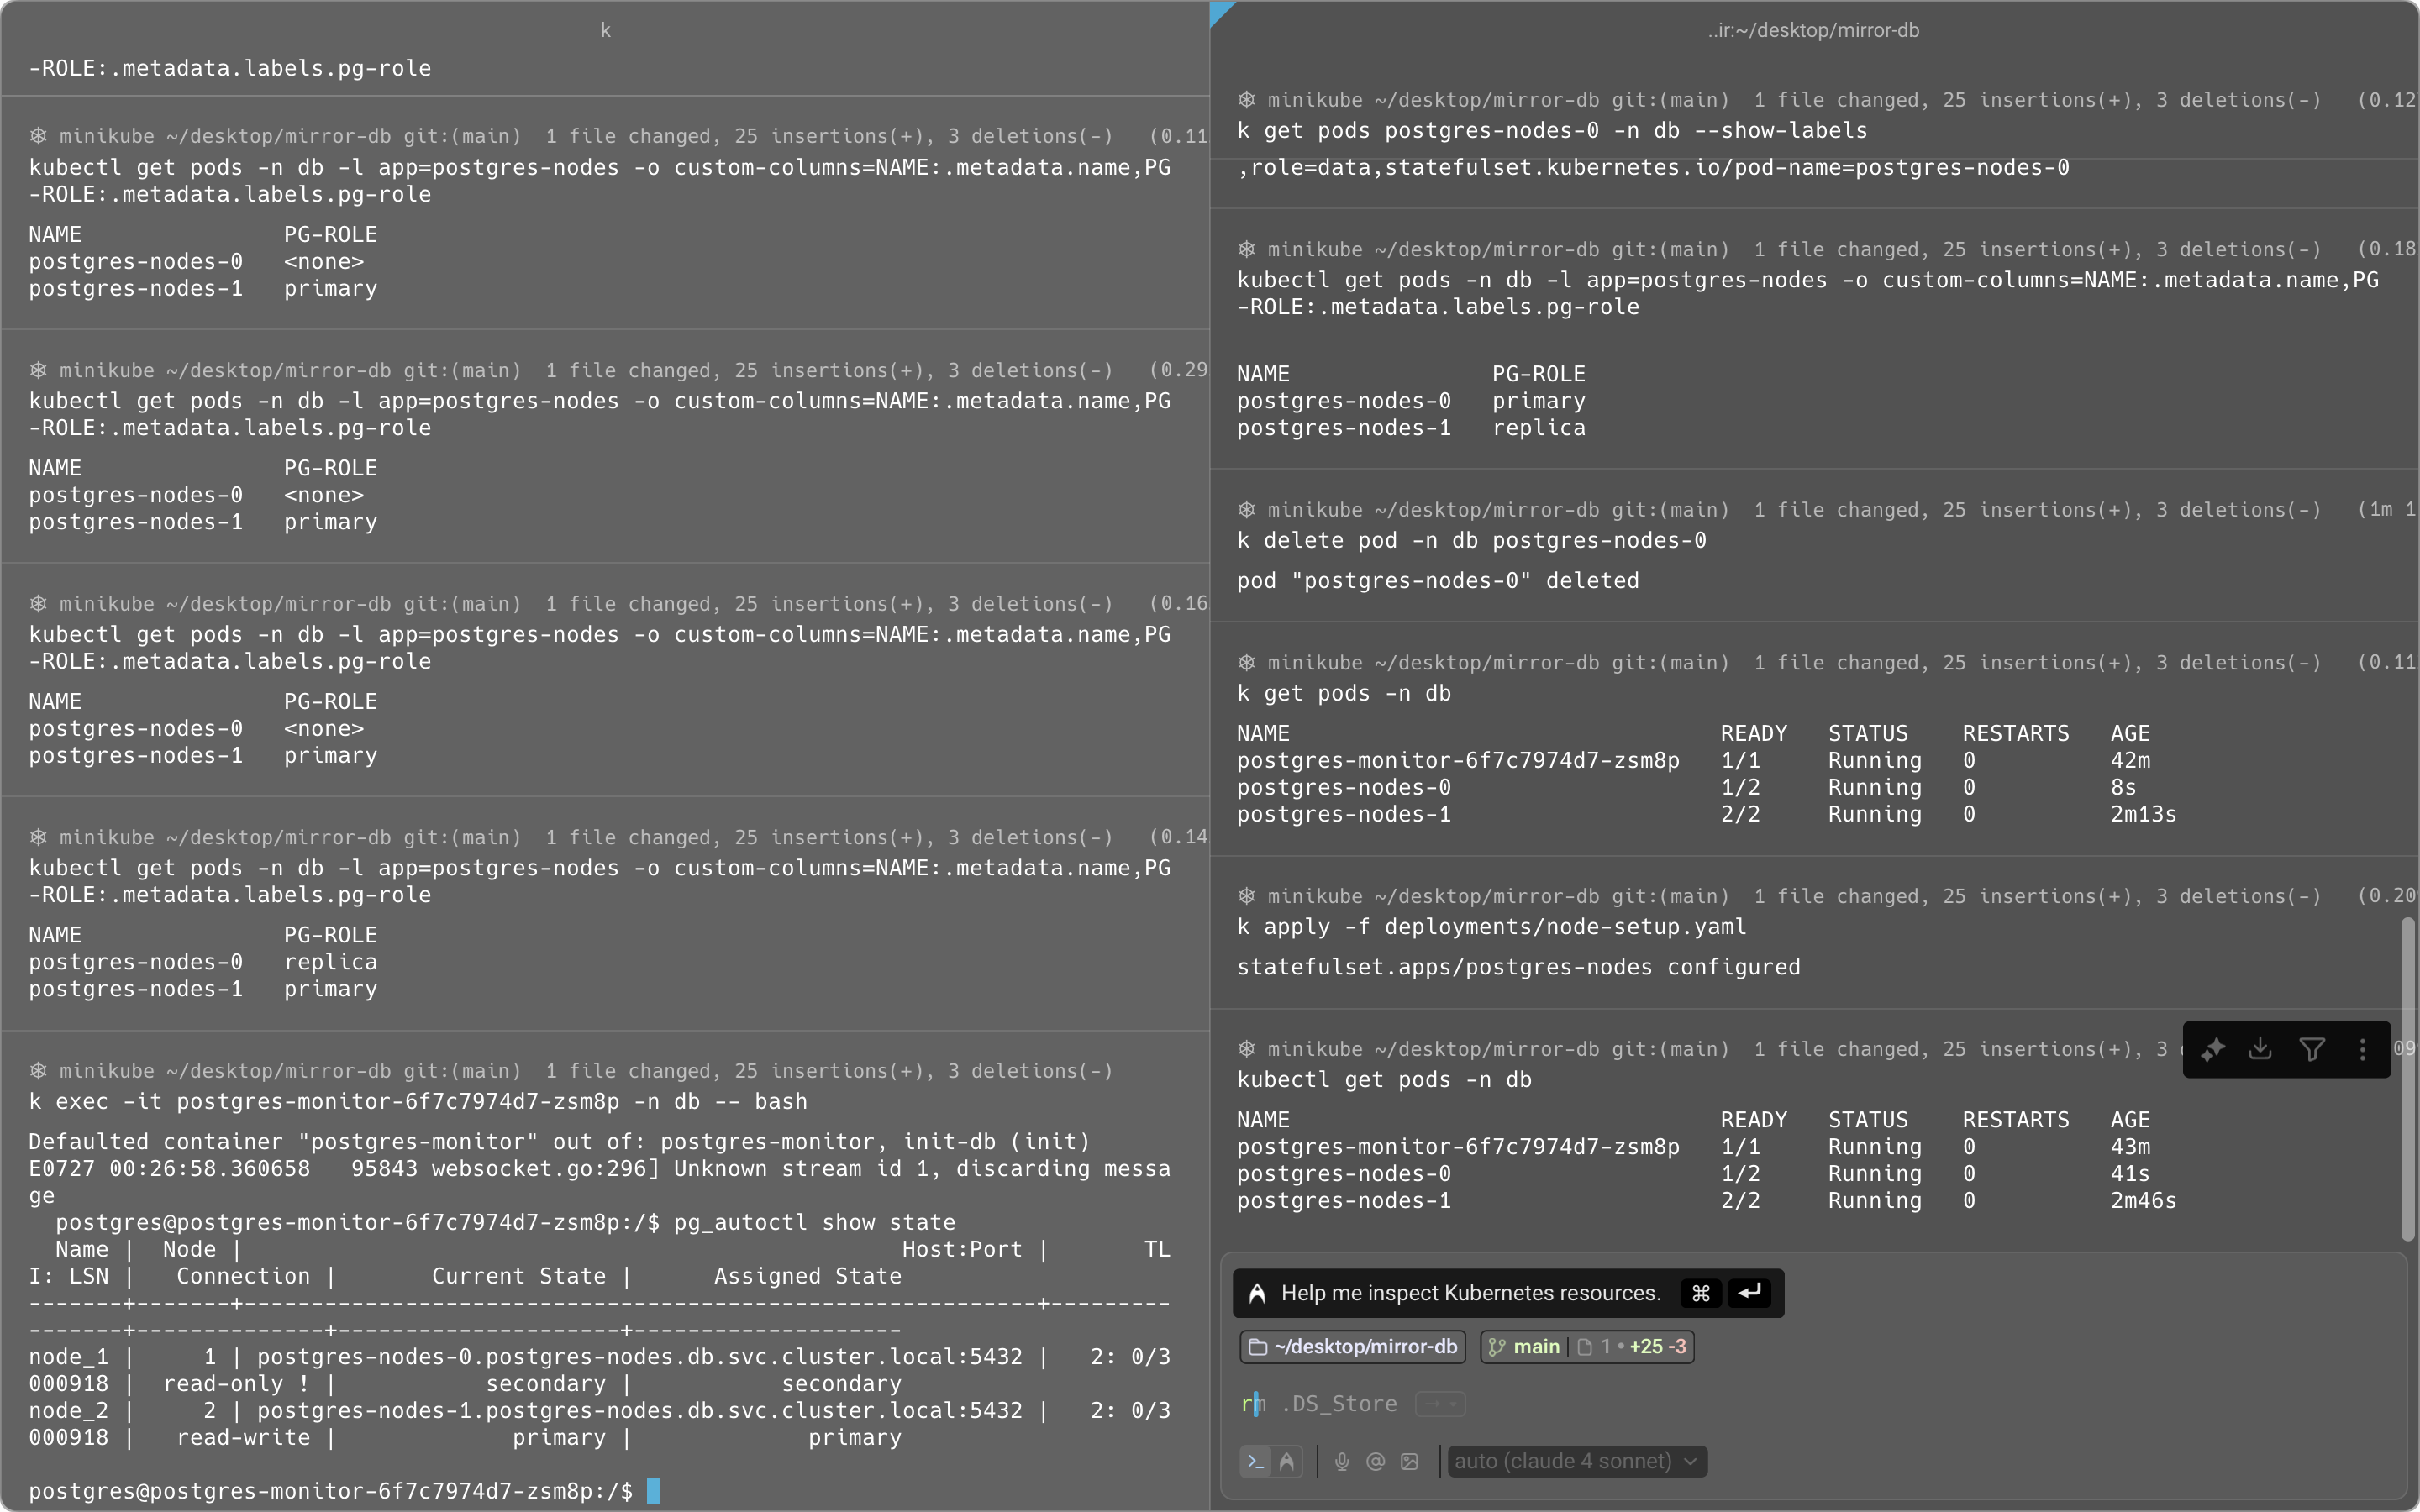 k
-ROLE:.metadata.labels.pg-role
minikube ~/desktop/mirror-db git:(main)  1 file changed, 25 insertions(+), 3 deletions(-)   (0.11
kubectl get pods -n db -l app=postgres-nodes -o custom-columns=NAME:.metadata.name,PG
-ROLE:.metadata.labels.pg-role
NAME               PG-ROLE
postgres-nodes-0   <none>
postgres-nodes-1   primary
minikube ~/desktop/mirror-db git:(main)  1 file changed, 25 insertions(+), 3 deletions(-)   (0.29
kubectl get pods -n db -l app=postgres-nodes -o custom-columns=NAME:.metadata.name,PG
-ROLE:.metadata.labels.pg-role
NAME               PG-ROLE
postgres-nodes-0   <none>
postgres-nodes-1   primary
minikube ~/desktop/mirror-db git:(main)  1 file changed, 25 insertions(+), 3 deletions(-)   (0.16
kubectl get pods -n db -l app=postgres-nodes -o custom-columns=NAME:.metadata.name,PG
-ROLE:.metadata.labels.pg-role
NAME               PG-ROLE
postgres-nodes-0   <none>
postgres-nodes-1   primary
minikube ~/desktop/mirror-db git:(main)  1 file changed, 25 insertions(+), 3 deletions(-)   (0.14
kubectl get pods -n db -l app=postgres-nodes -o custom-columns=NAME:.metadata.name,PG
-ROLE:.metadata.labels.pg-role
NAME               PG-ROLE
postgres-nodes-0   replica
postgres-nodes-1   primary
minikube ~/desktop/mirror-db git:(main)  1 file changed, 25 insertions(+), 3 deletions(-)
k exec -it postgres-monitor-6f7c7974d7-zsm8p -n db -- bash
Defaulted container "postgres-monitor" out of: postgres-monitor, init-db (init)
E0727 00:26:58.360658   95843 websocket.go:296] Unknown stream id 1, discarding messa
ge
  postgres@postgres-monitor-6f7c7974d7-zsm8p:/$ pg_autoctl show state
  Name |  Node |                                                 Host:Port |       TL
I: LSN |   Connection |       Current State |      Assigned State
-------+-------+-----------------------------------------------------------+---------
-------+--------------+---------------------+--------------------
node_1 |     1 | postgres-nodes-0.postgres-nodes.db.svc.cluster.local:5432 |   2: 0/3
000918 |  read-only ! |           secondary |           secondary
node_2 |     2 | postgres-nodes-1.postgres-nodes.db.svc.cluster.local:5432 |   2: 0/3
000918 |   read-write |             primary |             primary
postgres@postgres-monitor-6f7c7974d7-zsm8p:/$
..ir:~/desktop/mirror-db
minikube ~/desktop/mirror-db git:(main)  1 file changed, 25 insertions(+), 3 deletions(-)   (0.12
k get pods postgres-nodes-0 -n db --show-labels
,role=data,statefulset.kubernetes.io/pod-name=postgres-nodes-0
minikube ~/desktop/mirror-db git:(main)  1 file changed, 25 insertions(+), 3 deletions(-)   (0.18
kubectl get pods -n db -l app=postgres-nodes -o custom-columns=NAME:.metadata.name,PG
-ROLE:.metadata.labels.pg-role
NAME               PG-ROLE
postgres-nodes-0   primary
postgres-nodes-1   replica
minikube ~/desktop/mirror-db git:(main)  1 file changed, 25 insertions(+), 3 deletions(-)   (1m 1
k delete pod -n db postgres-nodes-0
pod "postgres-nodes-0" deleted
minikube ~/desktop/mirror-db git:(main)  1 file changed, 25 insertions(+), 3 deletions(-)   (0.11
k get pods -n db
NAME                                READY   STATUS    RESTARTS   AGE
postgres-monitor-6f7c7974d7-zsm8p   1/1     Running   0          42m
postgres-nodes-0                    1/2     Running   0          8s
postgres-nodes-1                    2/2     Running   0          2m13s
minikube ~/desktop/mirror-db git:(main)  1 file changed, 25 insertions(+), 3 deletions(-)   (0.20
k apply -f deployments/node-setup.yaml
statefulset.apps/postgres-nodes configured
minikube ~/desktop/mirror-db git:(main)  1 file changed, 25 insertions(+), 3 d 09
kubectl get pods -n db
NAME                                READY   STATUS    RESTARTS   AGE
postgres-monitor-6f7c7974d7-zsm8p   1/1     Running   0          43m
postgres-nodes-0                    1/2     Running   0          41s
postgres-nodes-1                    2/2     Running   0          2m46s
Help me inspect Kubernetes resources. ⌘
~/desktop/mirror-db main 1 • +25 -3
rm .DS_Store
auto (claude 4 sonnet)